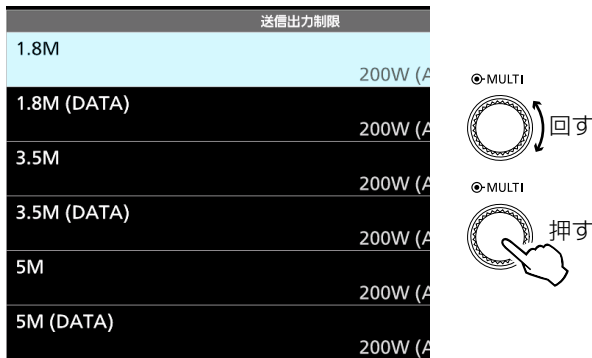 送信出力制限
1.8M
200W (A
1.8M (DATA)
200W (A
3.5M
200W (A
3.5M (DATA)
200W (A
5M
200W (A
5M (DATA)
200W (A
MULTI
回す
MULTI
押す